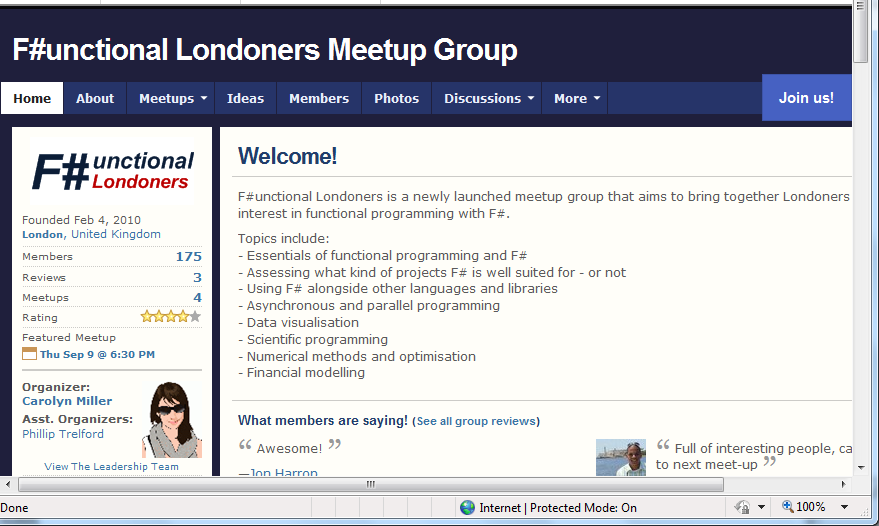 F#unctional Londoners Meetup Group
Home About Meetups Ideas Members Photos Discussions More Join us!
F#unctional Londoners
Founded Feb 4, 2010
London, United Kingdom
Members 175
Reviews 3
Meetups 4
Rating
Featured Meetup
Thu Sep 9 @ 6:30 PM
Organizer:
Carolyn Miller
Asst. Organizers:
Phillip Trelford
View The Leadership Team
Welcome!
F#unctional Londoners is a newly launched meetup group that aims to bring together Londoners
interest in functional programming with F#.
Topics include:
- Essentials of functional programming and F#
- Assessing what kind of projects F# is well suited for - or not
- Using F# alongside other languages and libraries
- Asynchronous and parallel programming
- Data visualisation
- Scientific programming
- Numerical methods and optimisation
- Financial modelling
What members are saying! (See all group reviews)
“ Awesome! ”
—Jon Harrop
“ Full of interesting people, ca
to next meet-up ”
Done Internet | Protected Mode: On 100%